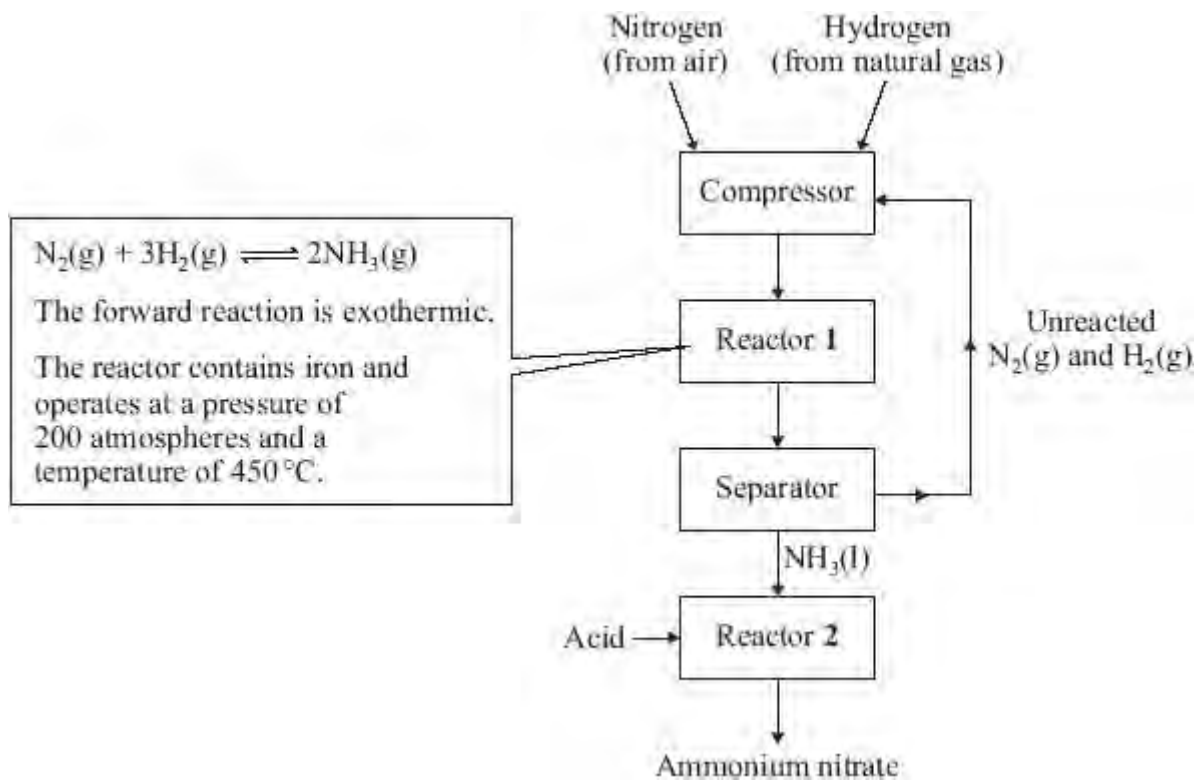 Nitrogen
(from air)
Hydrogen
(from natural gas)
Compressor
N₂(g) + 3H₂(g) ⇌ 2NH₃(g)
The forward reaction is exothermic.
The reactor contains iron and
operates at a pressure of
200 atmospheres and a
temperature of 450 °C.
Reactor 1
Unreacted
N₂(g) and H₂(g)
Separator
NH₃(l)
Acid
Reactor 2
Ammonium nitrate